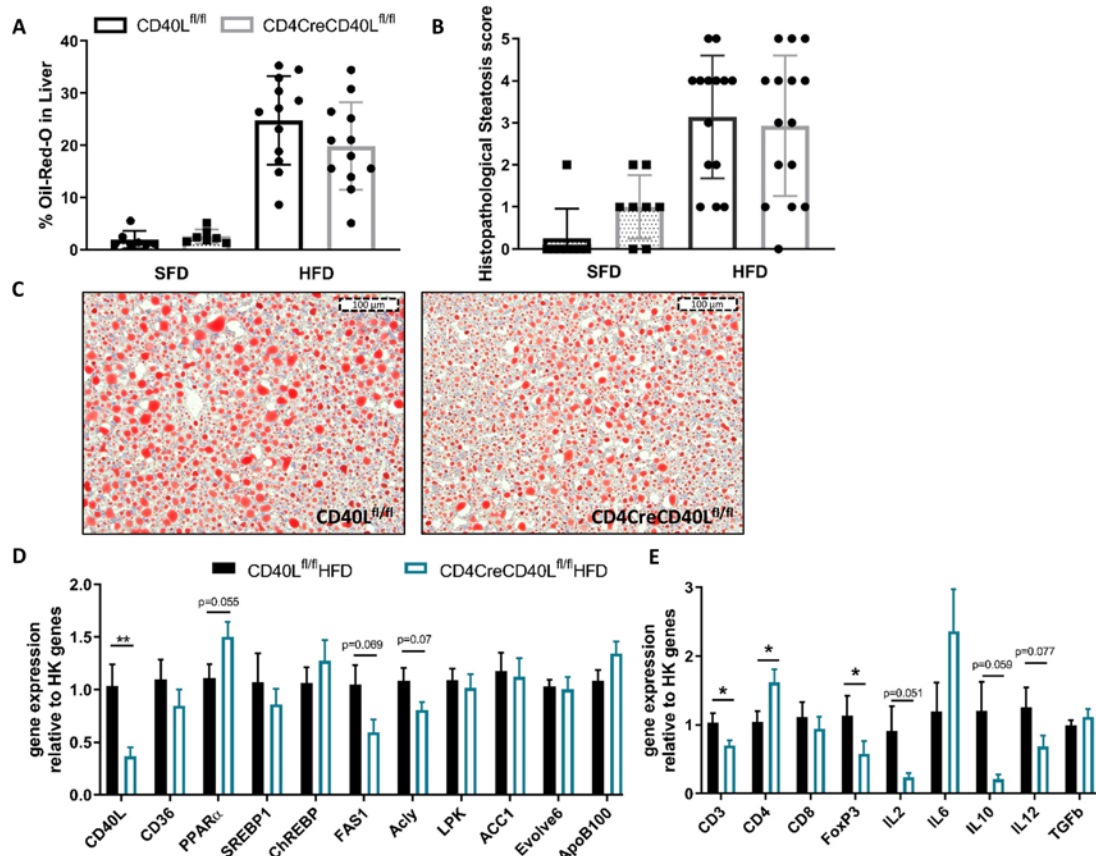 A
CD40L^fl/fl CD4CreCD40L^fl/fl
% Oil-Red-O in Liver
40
30
20
10
0
SFD HFD
B
Histopathological Steatosis score
6
5
4
3
2
1
0
SFD HFD
C
100 µm
CD40L^fl/fl
100 µm
CD4CreCD40L^fl/fl
D
CD40L^fl/fl HFD CD4CreCD40L^fl/fl HFD
gene expression
relative to HK genes
2.0
1.5
1.0
0.5
0.0
**
p=0.055
p=0.069
p=0.07
CD40L CD36 PPARα SREBP1 ChREBP FAS1 Acly LPK ACC1 Evolve6 ApoB100
E
gene expression
relative to HK genes
4
3
2
1
0
*
*
*
p=0.051
p=0.059
p=0.077
CD3 CD4 CD8 FoxP3 IL2 IL6 IL10 IL12 TGFb